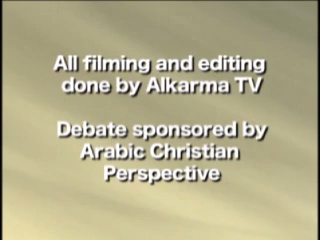 All filming and editing
done by Alkarma TV
Debate sponsored by
Arabic Christian
Perspective